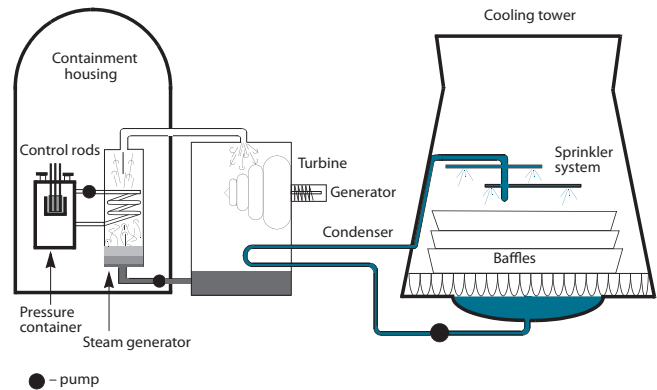 Cooling tower
Containment
housing
Control rods
Turbine
Generator
Sprinkler
system
Condenser
Baffles
Pressure
container
Steam generator
– pump